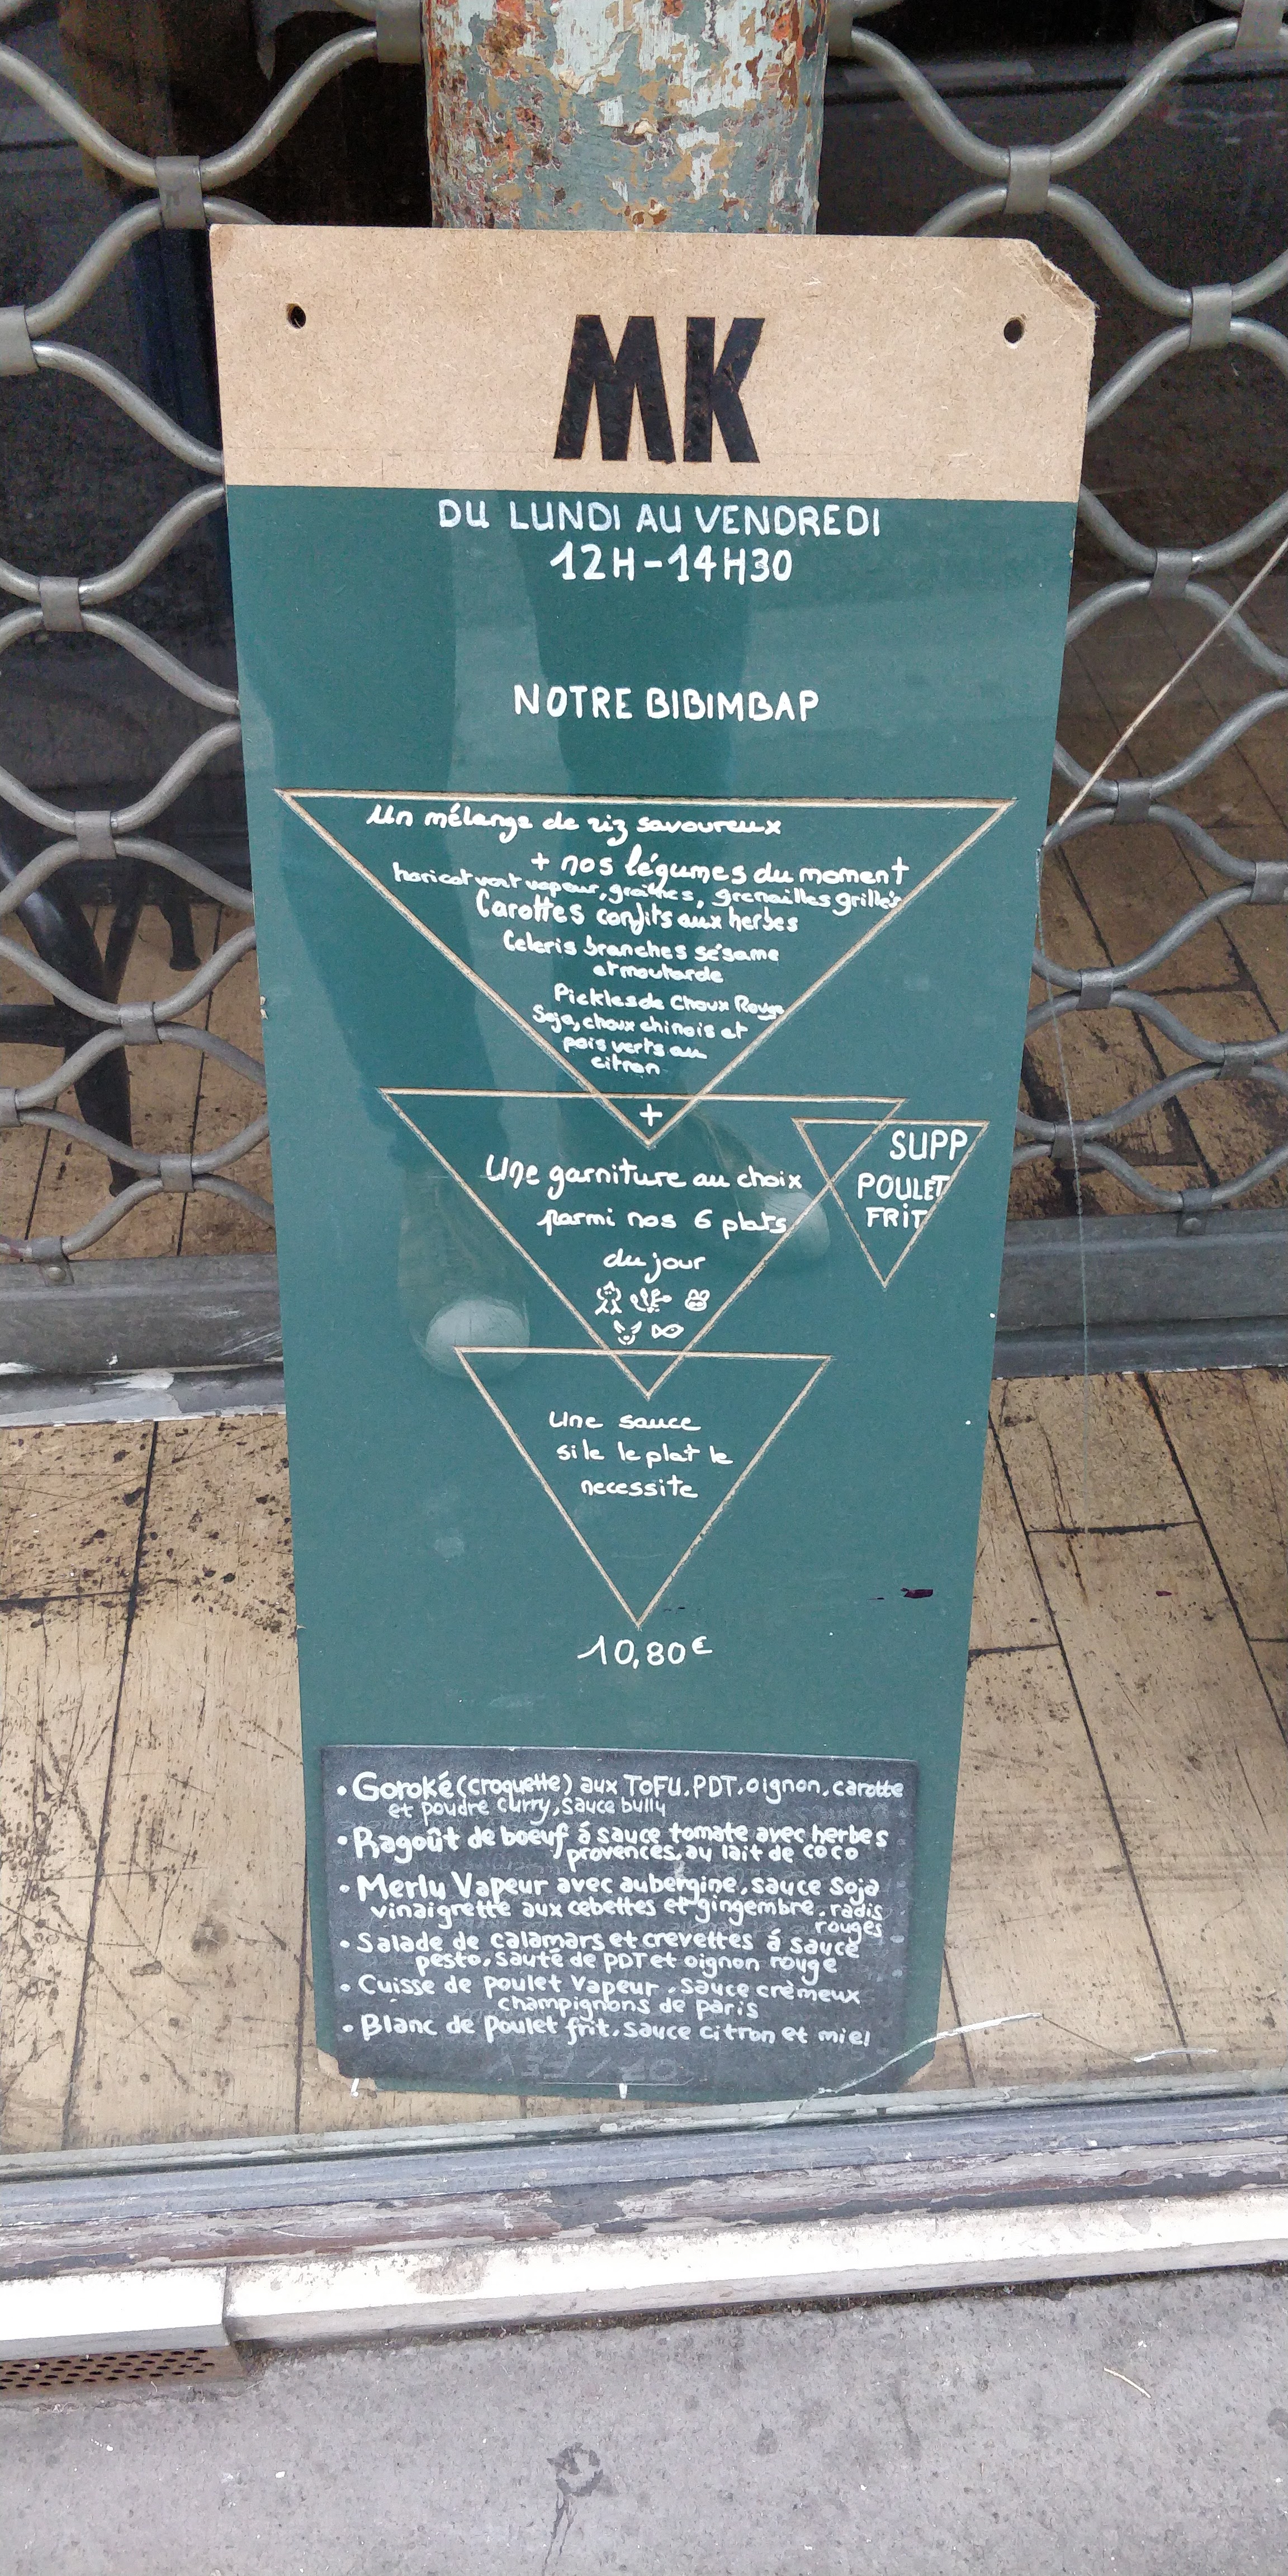 MK
DU LUNDI AU VENDREDI
12H-14H30
NOTRE BIBIMBAP
Un mélange de riz savoureux
+ nos légumes du moment
haricot vert vapeur, graines, grenailles grillés
Carottes confits aux herbes
Celeris branches sésame
et moutarde
Pickles de Choux Rouge
Soja, choux chinois et
pois verts au
citron
+
Une garniture au choix
parmi nos 6 plats
du jour
SUPP
POULET
FRIT
Une sauce
si le le plat le
necessite
10,80€
• Goroké (croquette) aux TOFU, PDT, oignon, carotte
et poudre curry, sauce bully
• Ragoût de boeuf á sauce tomate avec herbes
provences, au lait de coco
• Merlu Vapeur avec aubergine, sauce Soja
vinaigrette aux cebettes et gingembre, radis
rouges
• Salade de calamars et crevettes á sauce
pesto, sauté de PDT et oignon rouge
• Cuisse de poulet Vapeur, sauce crèmeux
champignons de paris
• Blanc de poulet frit, sauce citron et miel